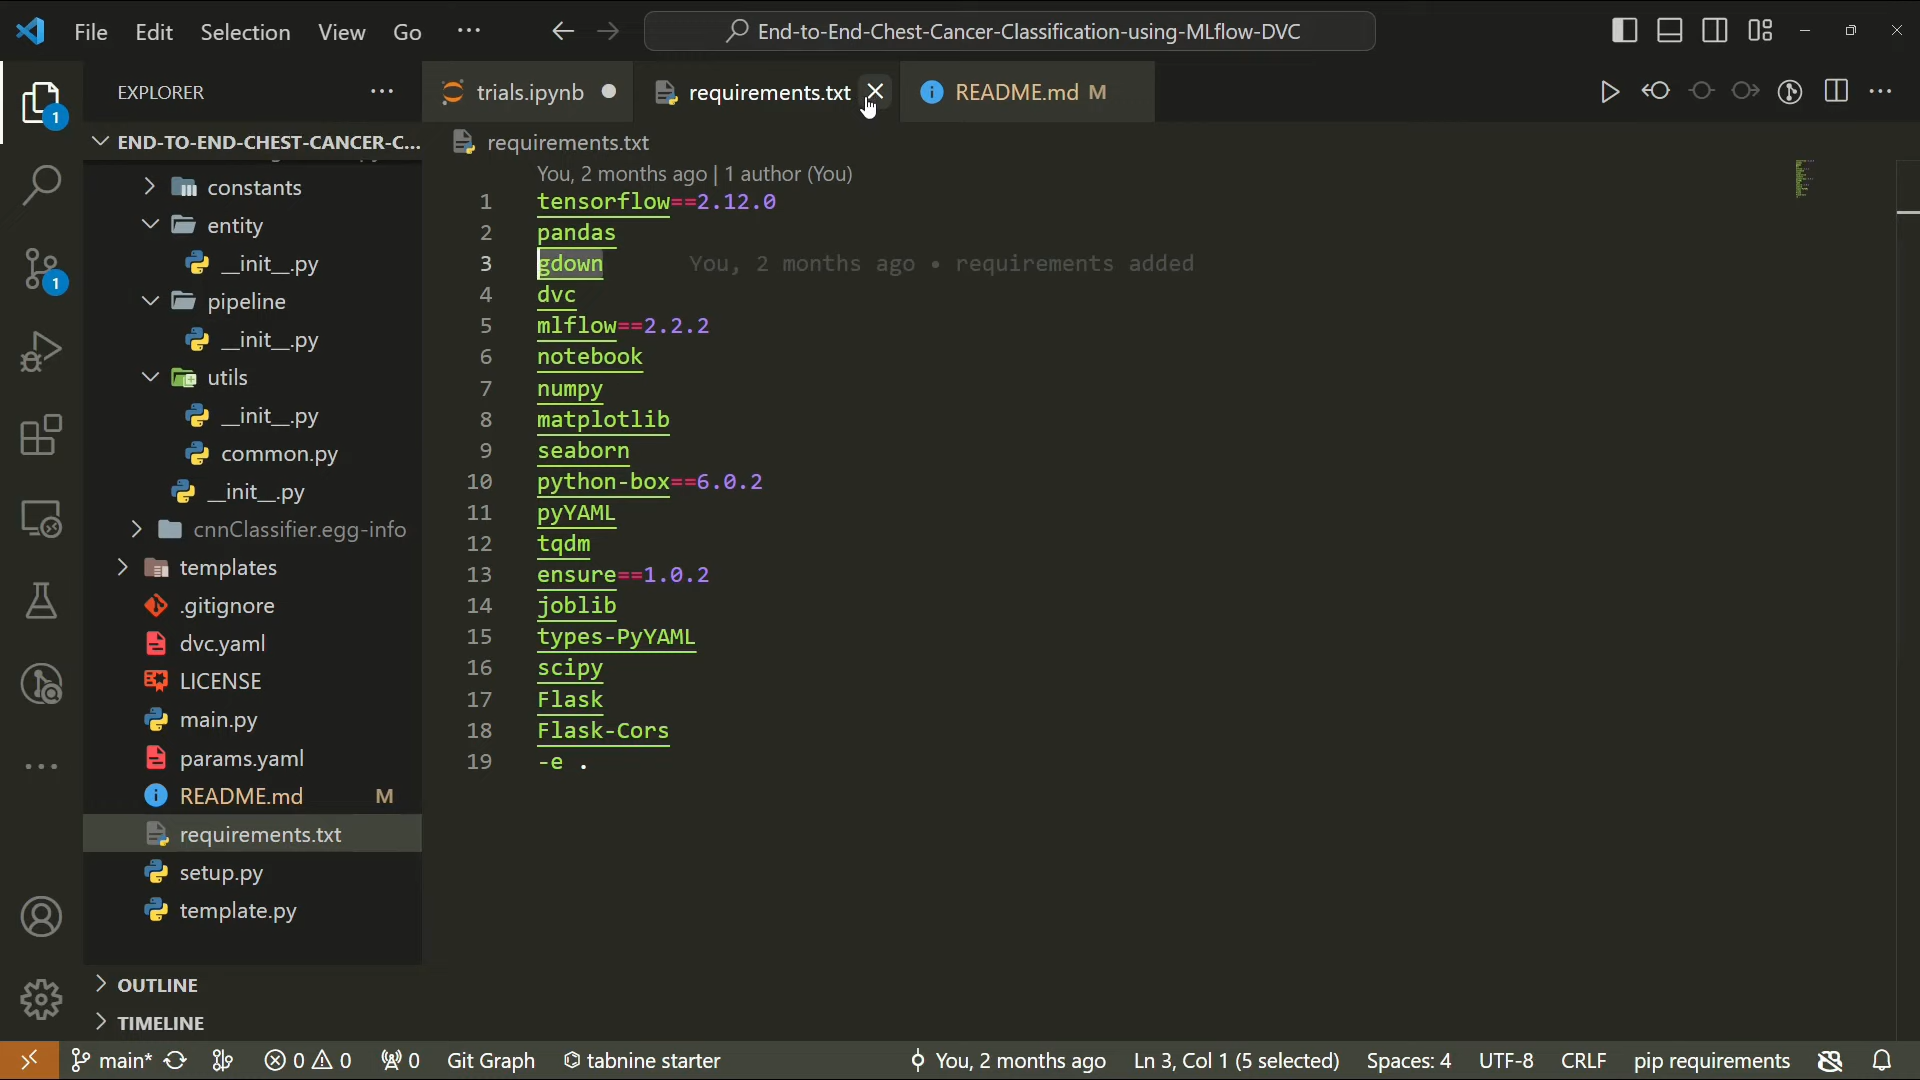 File Edit Selection View Go ··· End-to-End-Chest-Cancer-Classification-using-MLflow-DVC
EXPLORER ···
trials.ipynb requirements.txt README.md M
END-TO-END-CHEST-CANCER-C...
constants
entity
__init__.py
pipeline
__init__.py
utils
__init__.py
common.py
__init__.py
cnnClassifier.egg-info
templates
.gitignore
dvc.yaml
LICENSE
main.py
params.yaml
README.md M
requirements.txt
setup.py
template.py
OUTLINE
TIMELINE
1
1
requirements.txt
You, 2 months ago | 1 author (You)
1 tensorflow==2.12.0
2 pandas
3 gdown You, 2 months ago • requirements added
4 dvc
5 mlflow==2.2.2
6 notebook
7 numpy
8 matplotlib
9 seaborn
10 python-box==6.0.2
11 pyYAML
12 tqdm
13 ensure==1.0.2
14 joblib
15 types-PyYAML
16 scipy
17 Flask
18 Flask-Cors
19 -e .
main* 0 0 0 Git Graph tabnine starter You, 2 months ago Ln 3, Col 1 (5 selected) Spaces: 4 UTF-8 CRLF pip requirements